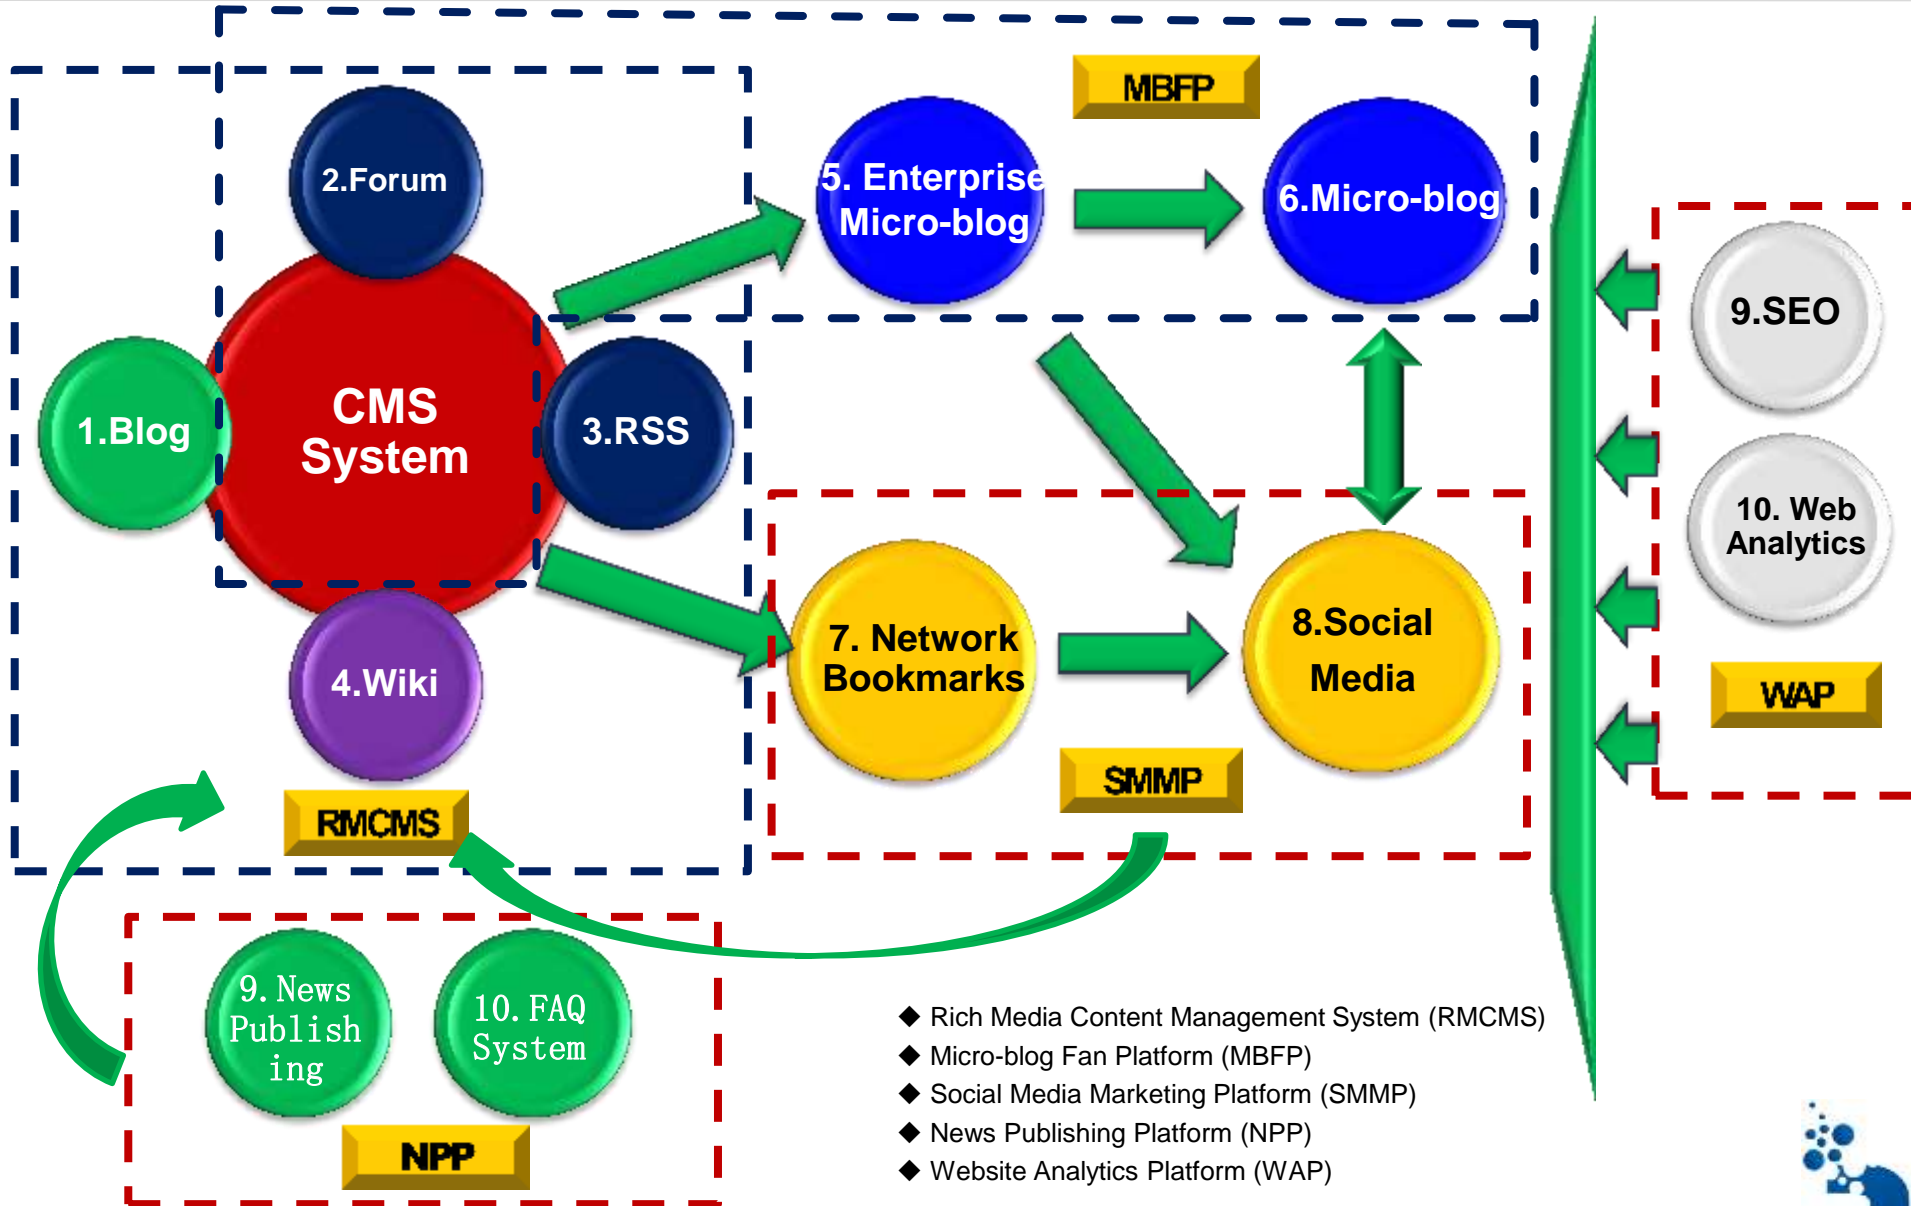 MBFP
2.Forum
5. Enterprise
Micro-blog
6.Micro-blog
9.SEO
CMS
System
1.Blog
3.RSS
10. Web
Analytics
7. Network
Bookmarks
8.Social
Media
4.Wiki
WAP
SMMP
RMCMS
9.News
Publish
ing
10.FAQ
System
NPP
◆ Rich Media Content Management System (RMCMS)
◆ Micro-blog Fan Platform (MBFP)
◆ Social Media Marketing Platform (SMMP)
◆ News Publishing Platform (NPP)
◆ Website Analytics Platform (WAP)